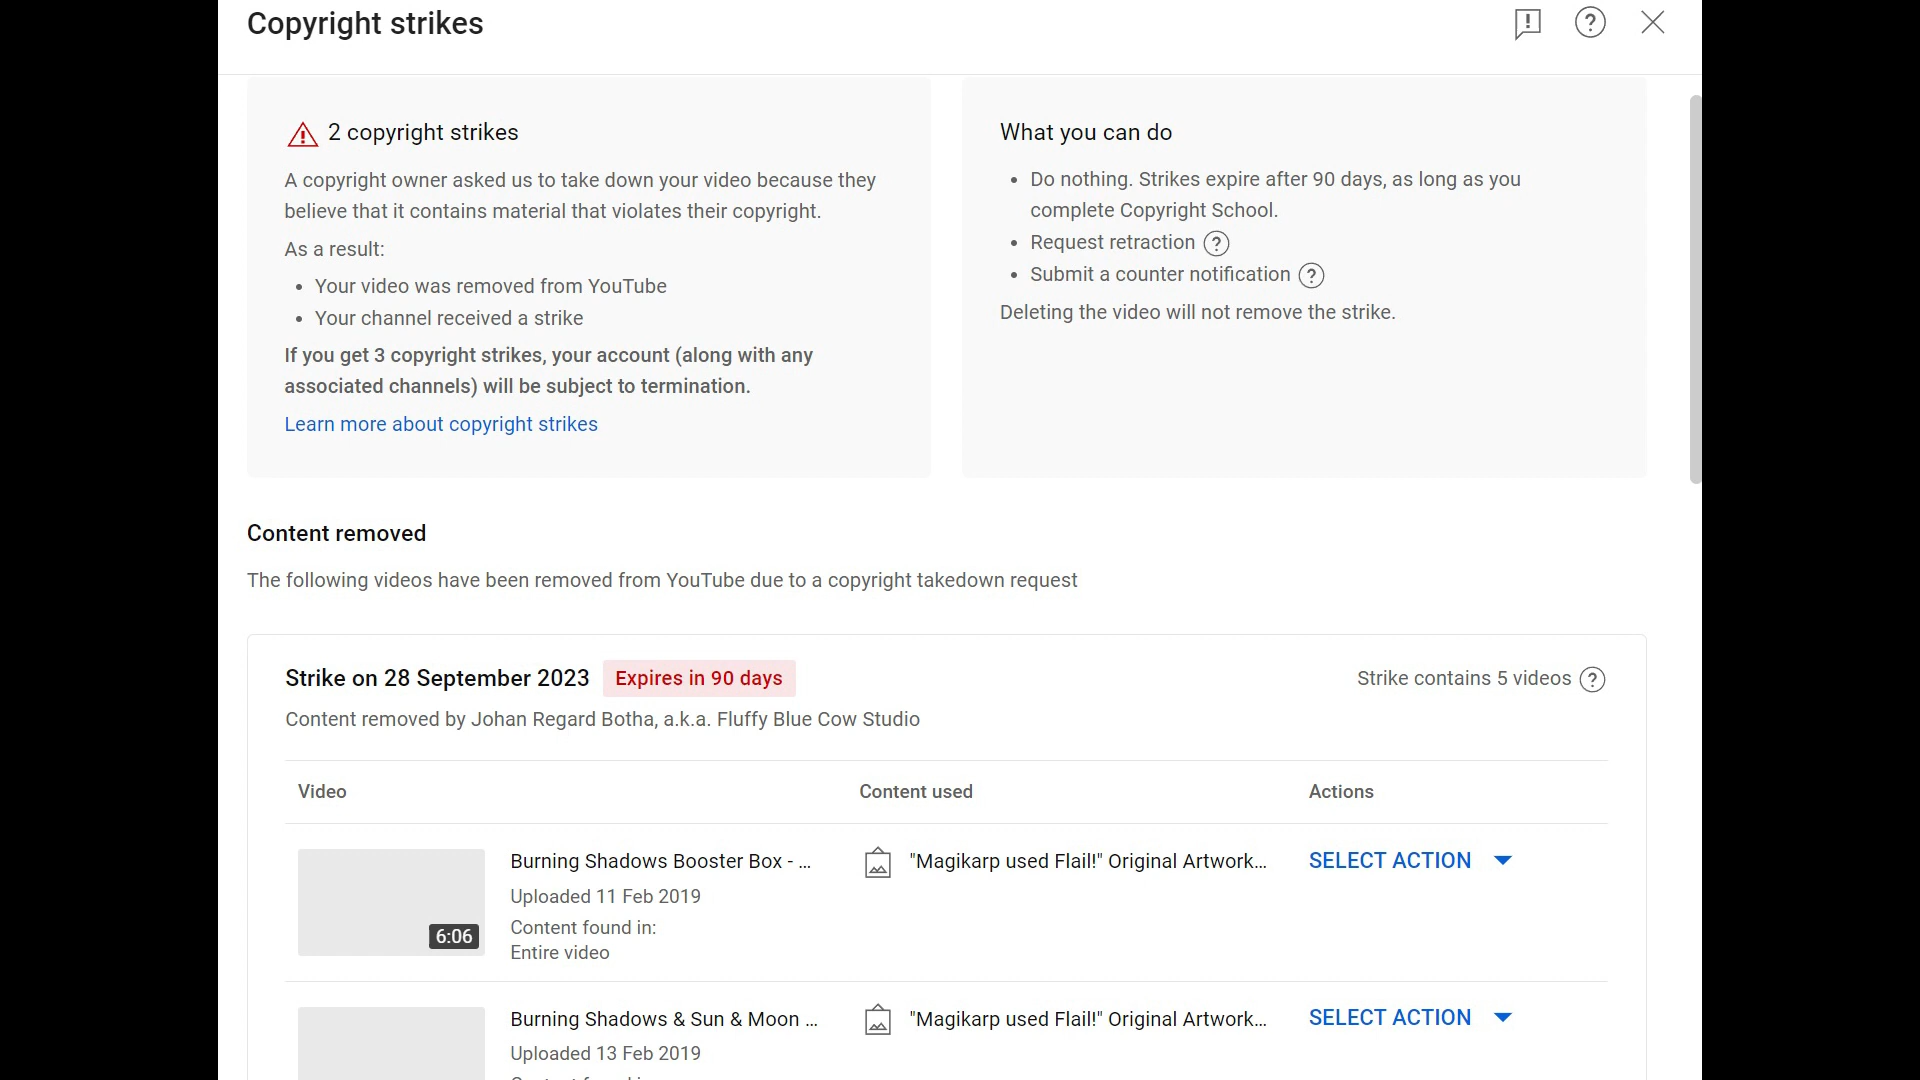 Copyright strikes
2 copyright strikes
A copyright owner asked us to take down your video because they
believe that it contains material that violates their copyright.
As a result:
• Your video was removed from YouTube
• Your channel received a strike
If you get 3 copyright strikes, your account (along with any
associated channels) will be subject to termination.
Learn more about copyright strikes
What you can do
• Do nothing. Strikes expire after 90 days, as long as you
complete Copyright School.
• Request retraction
• Submit a counter notification
Deleting the video will not remove the strike.
Content removed
The following videos have been removed from YouTube due to a copyright takedown request
Strike on 28 September 2023 Expires in 90 days Strike contains 5 videos
Content removed by Johan Regard Botha, a.k.a. Fluffy Blue Cow Studio
Video Content used Actions
Burning Shadows Booster Box - ... "Magikarp used Flail!" Original Artwork... SELECT ACTION
Uploaded 11 Feb 2019
Content found in:
6:06
Entire video
Burning Shadows & Sun & Moon ... "Magikarp used Flail!" Original Artwork... SELECT ACTION
Uploaded 13 Feb 2019